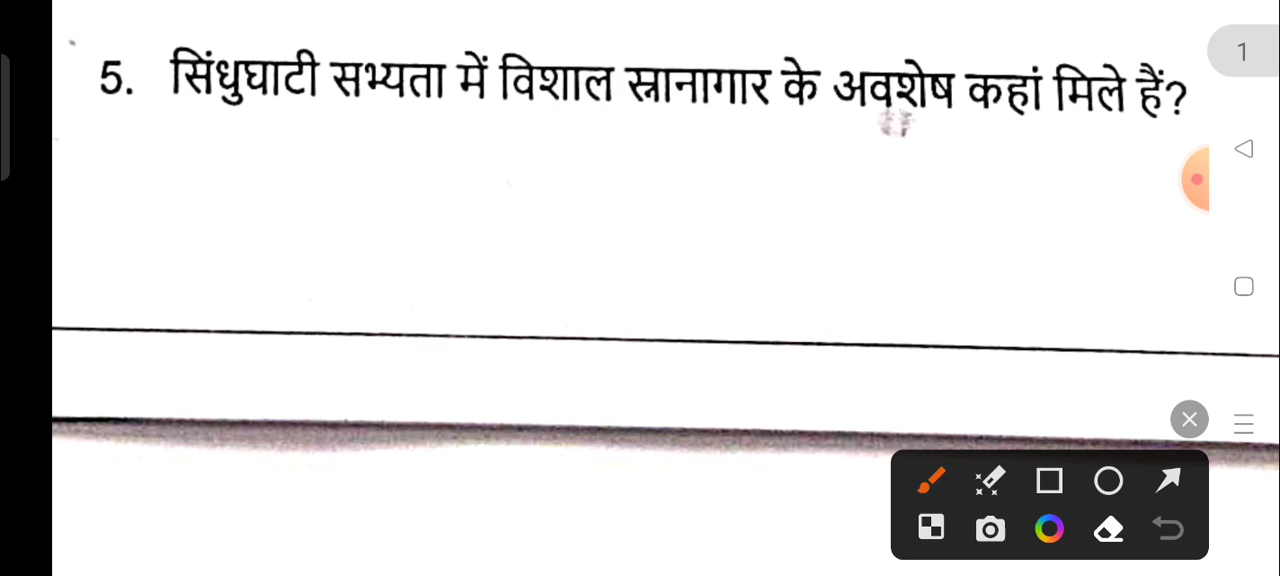 5. सिंधुघाटी सभ्यता में विशाल स्नानागार के अवशेष कहां मिले हैं?
1